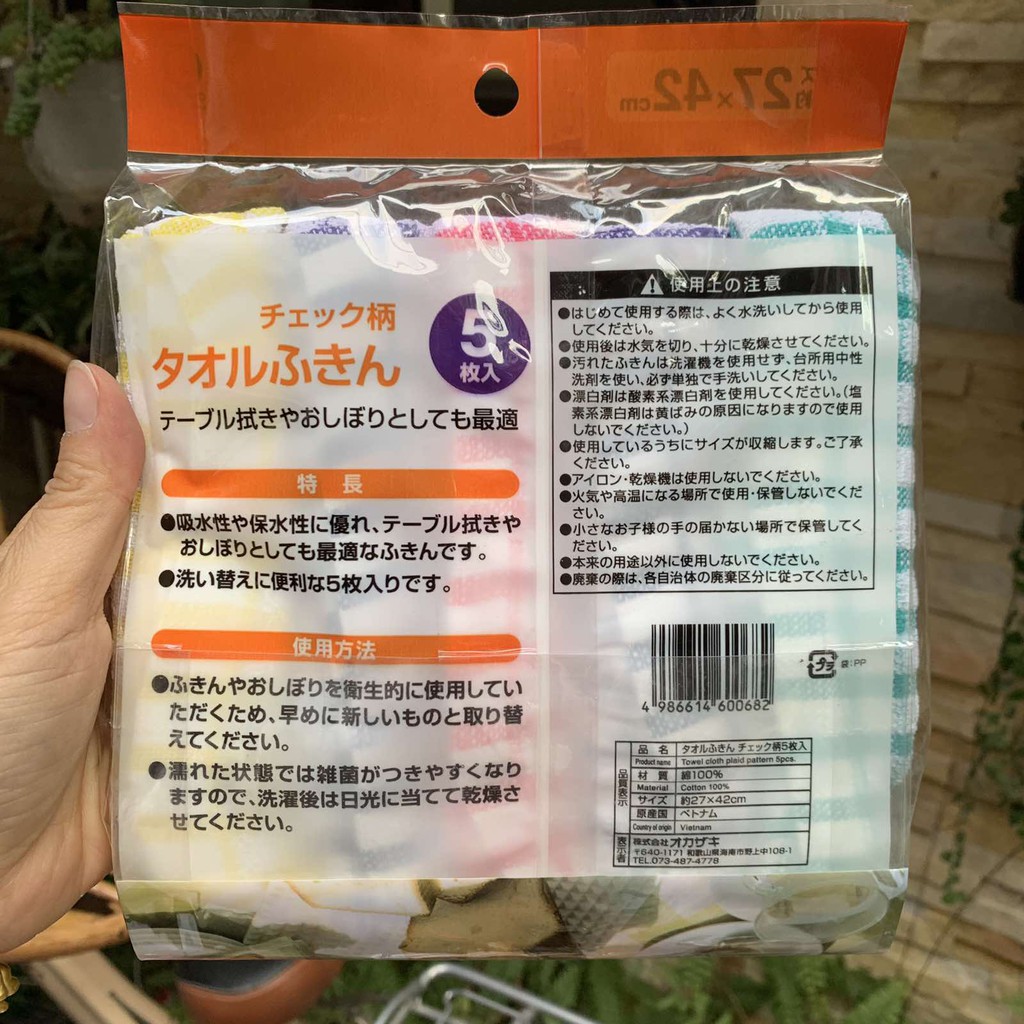 サイズ約27×42cm
チェック柄
タオルふきん
5枚入
テーブル拭きやおしぼりとしても最適
特 長
●吸水性や保水性に優れ、テーブル拭きや
おしぼりとしても最適なふきんです。
●洗い替えに便利な5枚入りです。
使用方法
●ふきんやおしぼりを衛生的に使用してい
ただくため、早めに新しいものと取り替
えてください。
●濡れた状態では雑菌がつきやすくなり
ますので、洗濯後は日光に当てて乾燥さ
せてください。
使用上の注意
●はじめて使用する際は、よく水洗いしてから使用
してください。
●使用後は水気を切り、十分に乾燥させてください。
●汚れたふきんは洗濯機を使用せず、台所用中性
洗剤を使い、必ず単独で手洗いしてください。
●漂白剤は酸素系漂白剤を使用してください。(塩
素系漂白剤は黄ばみの原因になりますので使用
しないでください。)
●使用しているうちにサイズが収縮します。ご了承
ください。
●アイロン・乾燥機は使用しないでください。
●火気や高温になる場所で使用・保管しないでくだ
さい。
●小さなお子様の手の届かない場所で保管してく
ださい。
●本来の用途以外に使用しないでください。
●廃棄の際は、各自治体の廃棄区分に従ってください。
4 986614 600682
プラ 袋:PP
品質表示
品 名 タオルふきん チェック柄5枚入
Product name Towel cloth plaid pattern 5pcs.
材 質 綿100%
Material Cotton 100%
サイズ 約27×42cm
原産国 ベトナム
Country of origin Vietnam
表示者 株式会社オカザキ
〒640-1171 和歌山県海南市野上中108-1
TEL.073-487-4778